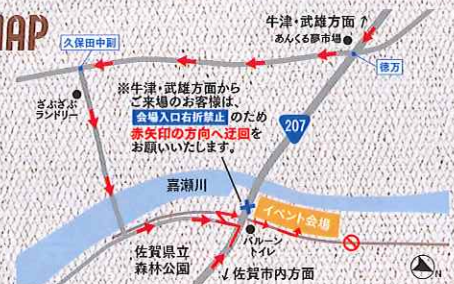 MAP
牛津・武雄方面↑
あんくる夢市場
久保田中副
徳万
ざぶざぶ
ランドリー
※牛津・武雄方面から
ご来場のお客様は、
会場入口右折禁止のため
赤矢印の方向へ迂回を
お願いいたします。
207
嘉瀬川
イベント会場
佐賀県立
森林公園
バルーン
トイレ
↓佐賀市内方面
N